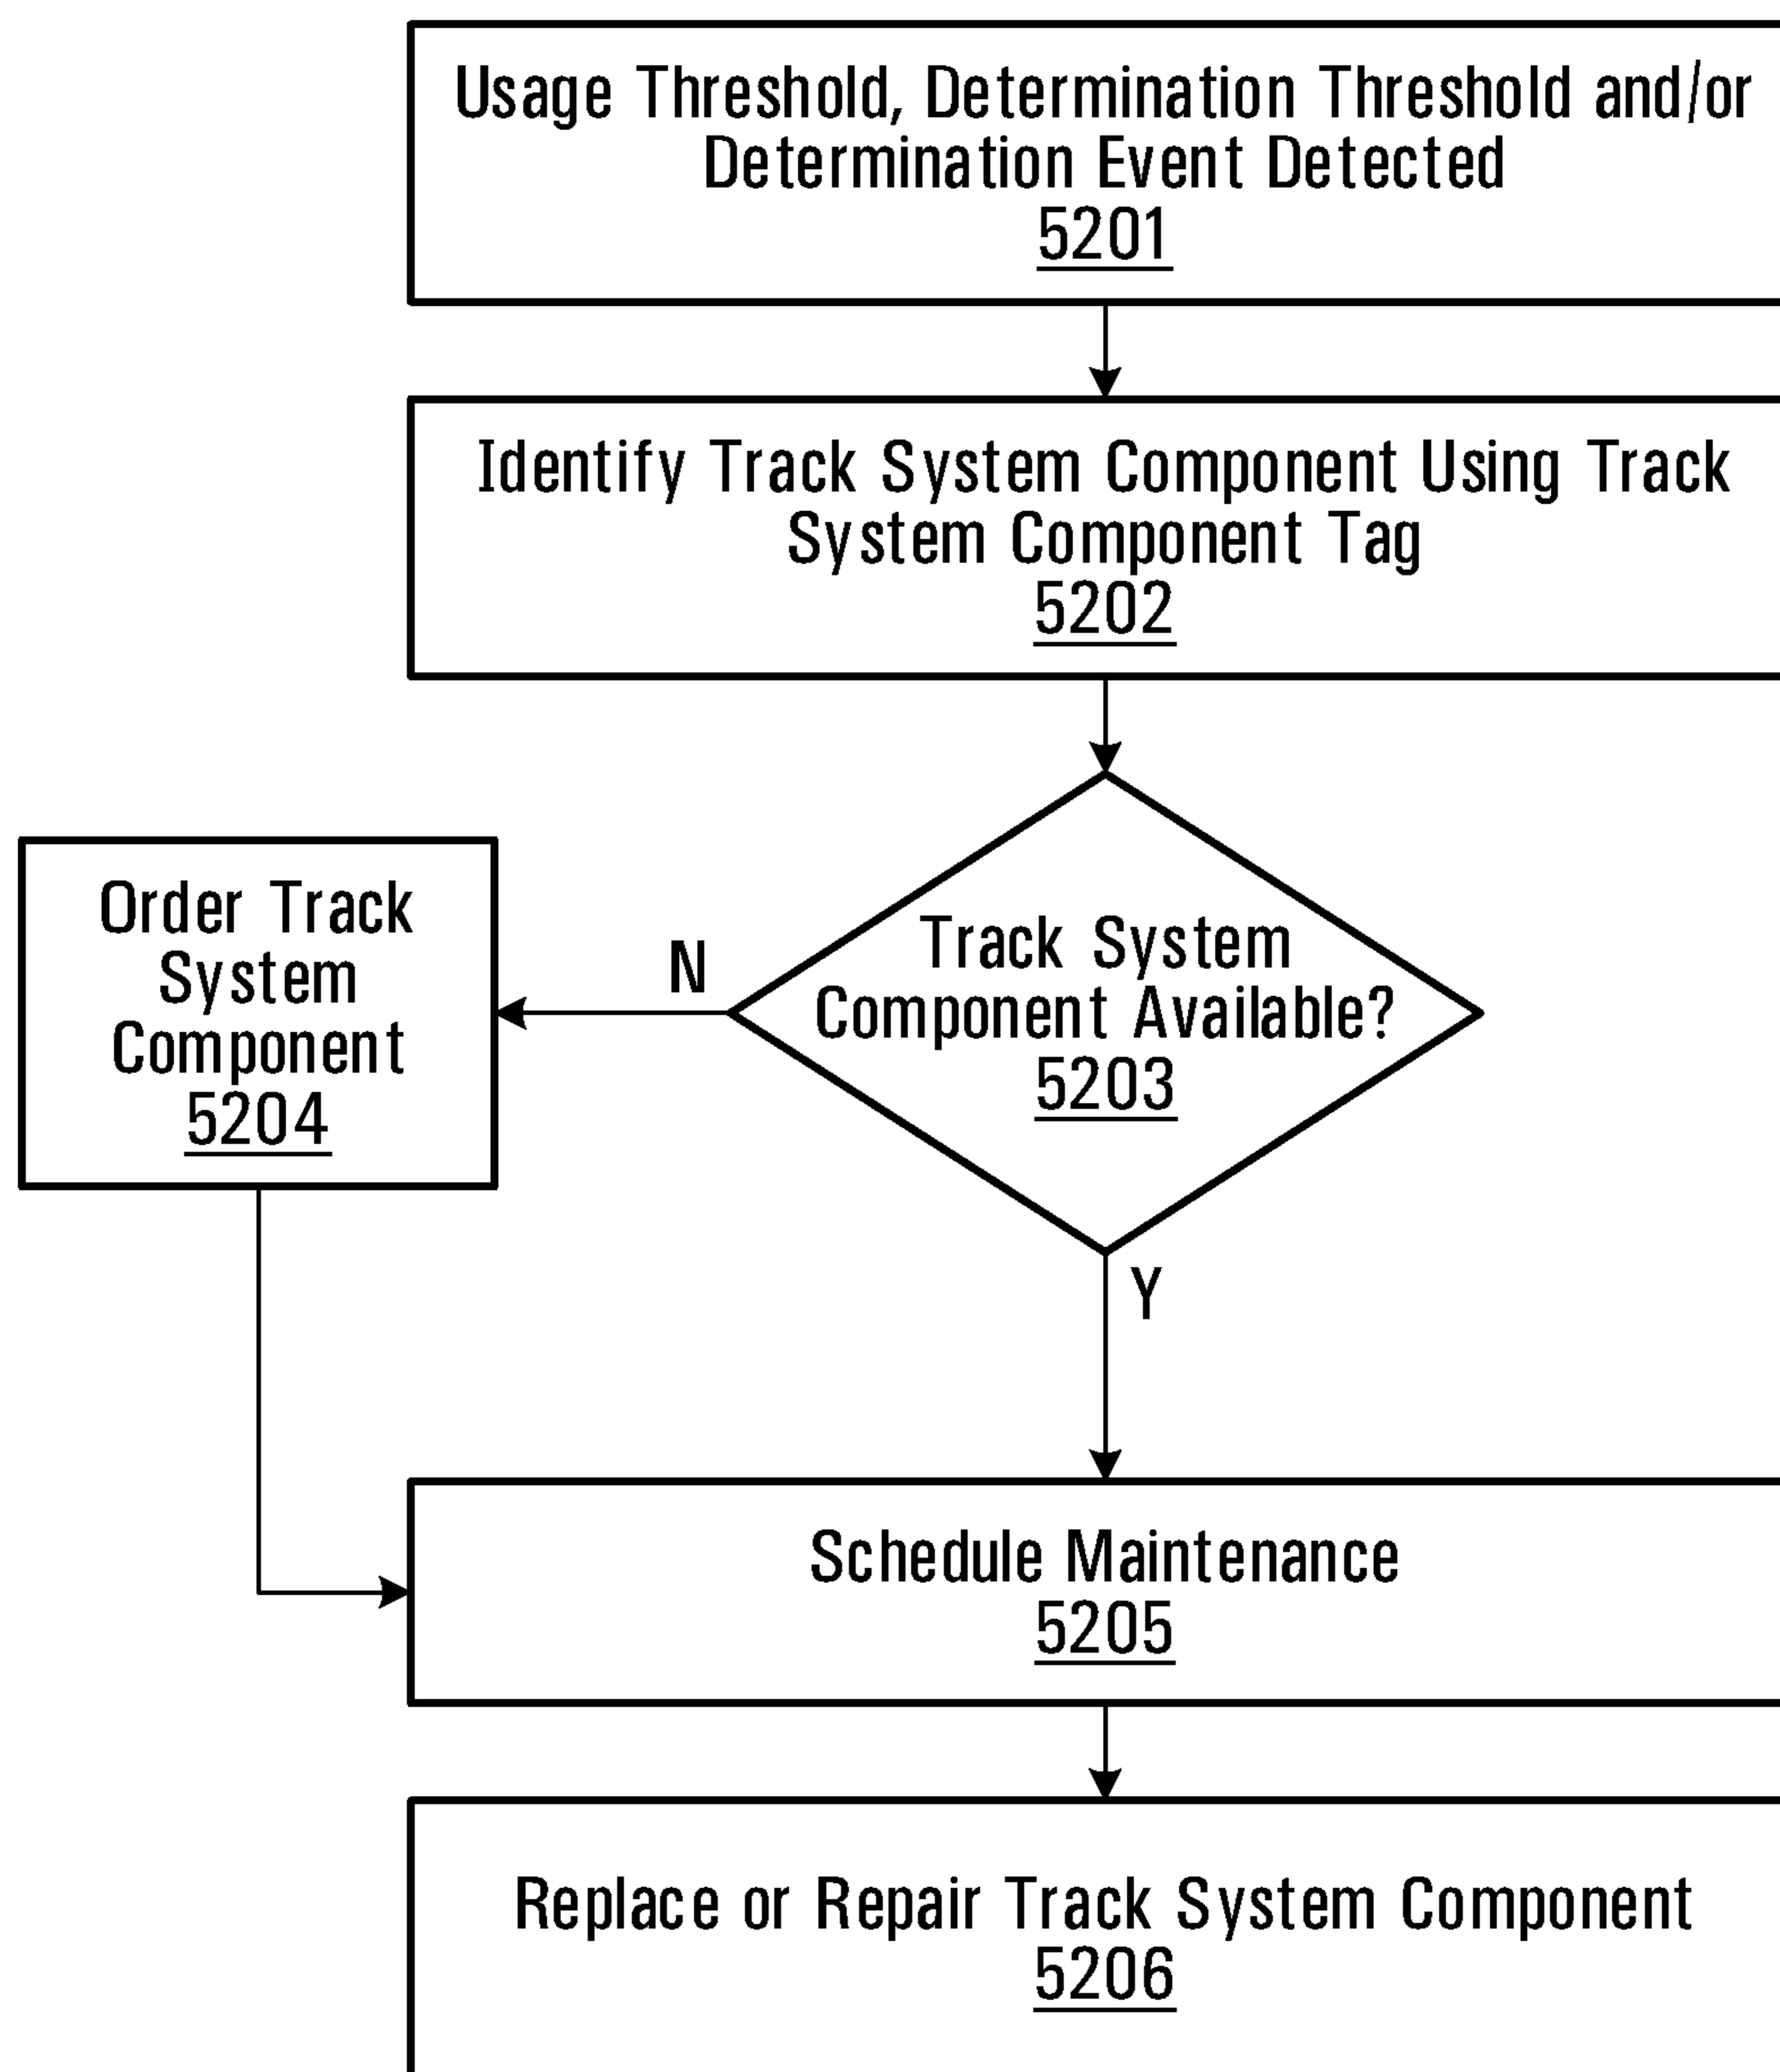 Usage Threshold, Determination Threshold and/or
Determination Event Detected
5201
Identify Track System Component Using Track
System Component Tag
5202
Track System
Component Available?
5203
N
Order Track
System
Component
5204
Y
Schedule Maintenance
5205
Replace or Repair Track System Component
5206